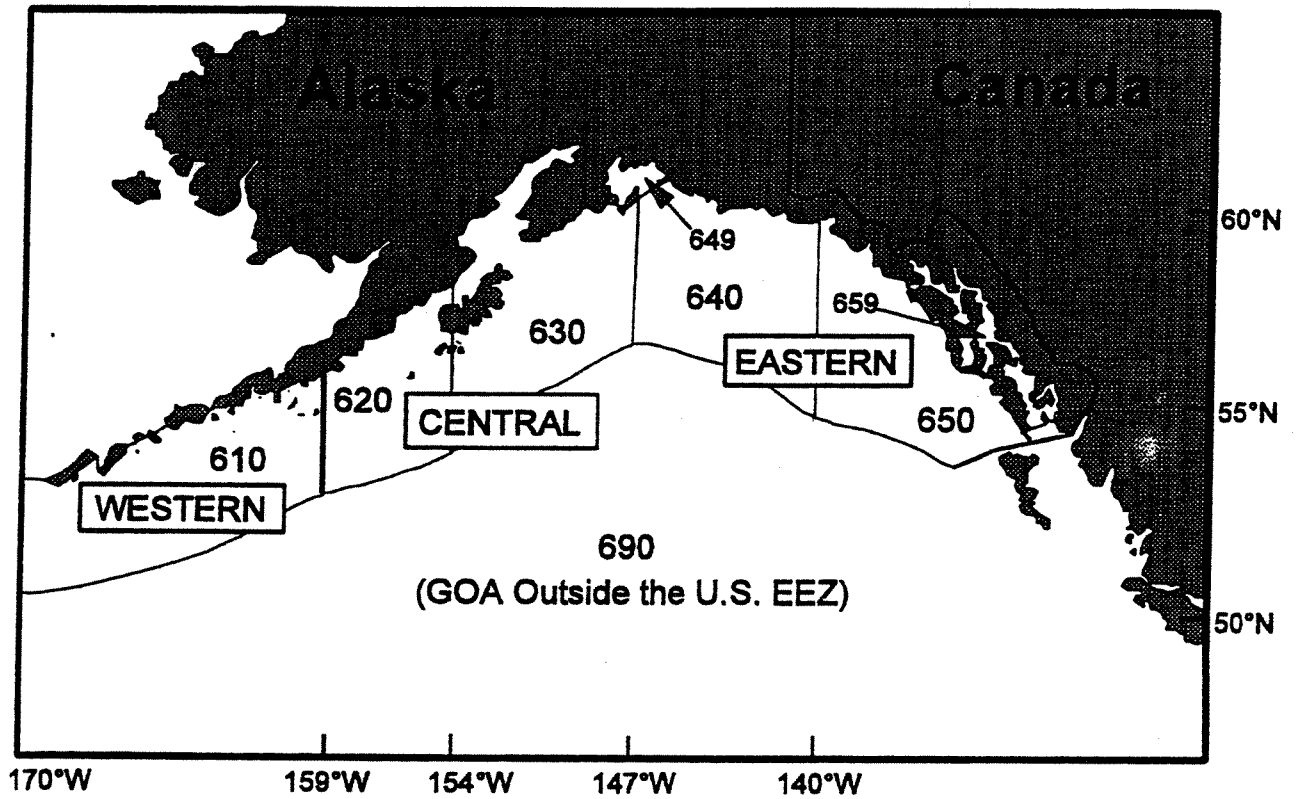 Alaska
Canada
60°N
649
640
659
630
EASTERN
620
CENTRAL
650
55°N
610
WESTERN
690
(GOA Outside the U.S. EEZ)
50°N
170°W
159°W
154°W
147°W
140°W